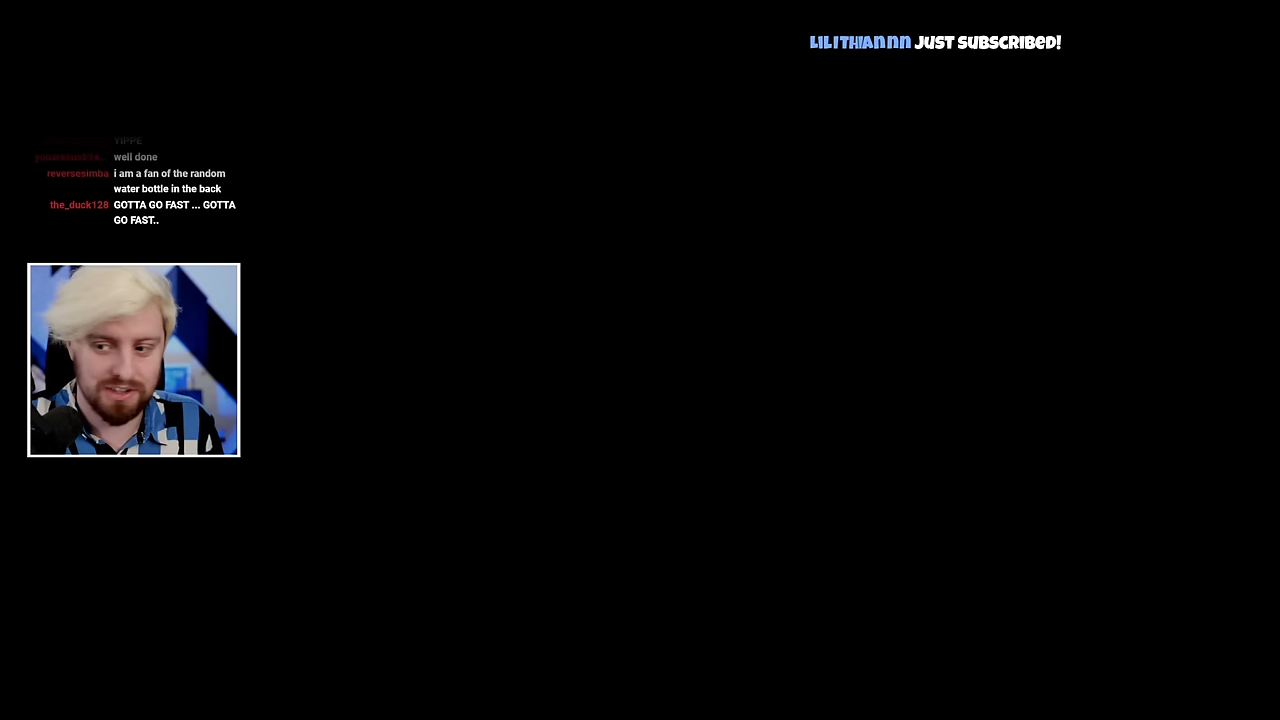 LILITHIANNN JUST SUBSCRIBED!
YIPPE
well done
reversesimba i am a fan of the random
water bottle in the back
the_duck128 GOTTA GO FAST ... GOTTA
GO FAST..